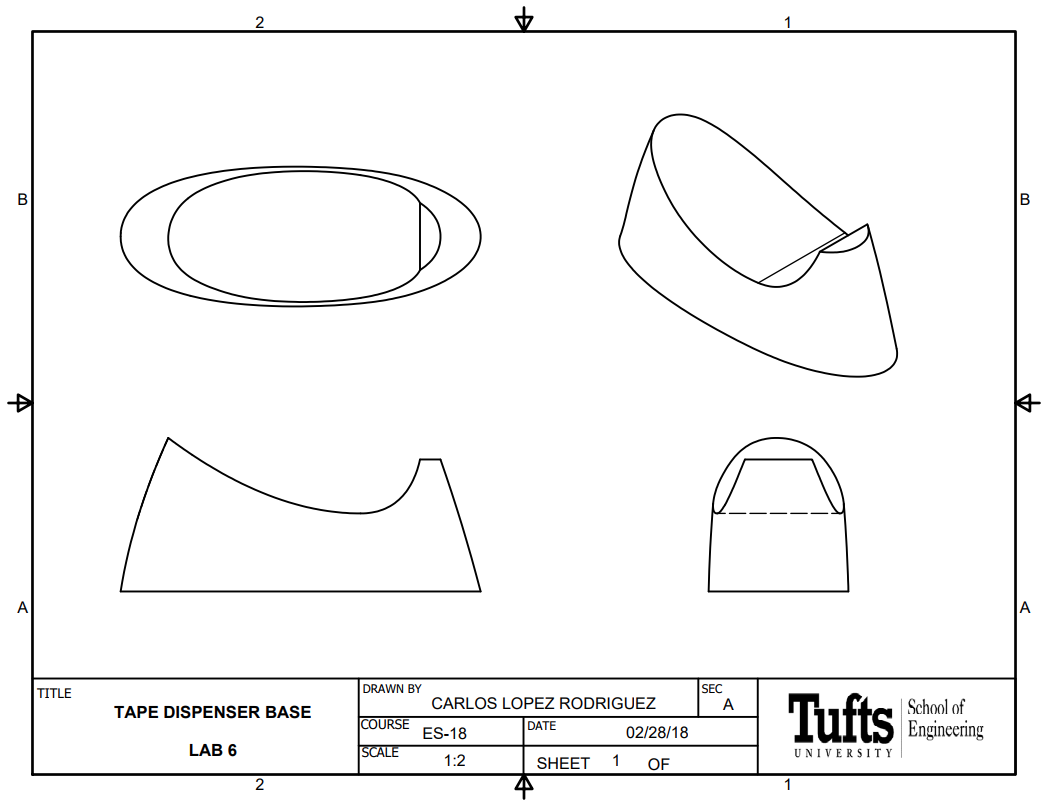 2 1
B B
A A
TITLE
TAPE DISPENSER BASE
LAB 6
DRAWN BY
CARLOS LOPEZ RODRIGUEZ
SEC
A
COURSE
ES-18
DATE
02/28/18
SCALE
1:2
SHEET 1 OF
Tufts
UNIVERSITY
School of
Engineering
2 1